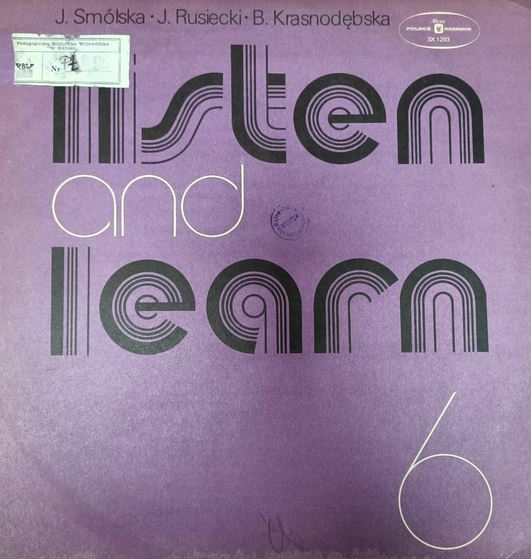 J. Smólska • J. Rusiecki • B. Krasnodębska
Muza
POLSKIE NAGRANIA
SX 1293
Pedagogiczna Biblioteka Wojewódzka
Nr
listen
and
learn
6